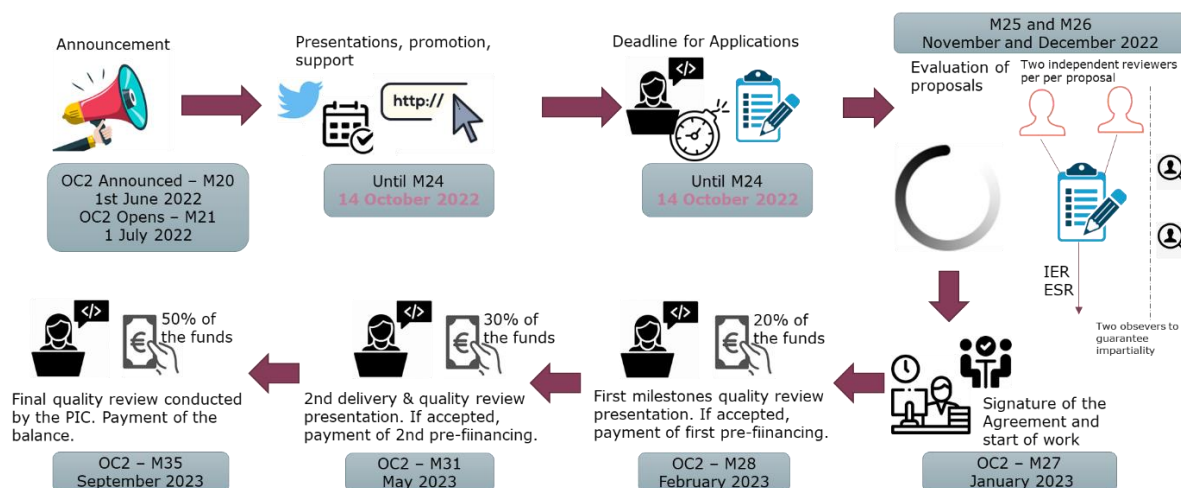 Announcement
OC2 Announced – M20
1st June 2022
OC2 Opens – M21
1 July 2022
Presentations, promotion,
support
http://
Until M24
14 October 2022
Deadline for Applications
</>
Until M24
14 October 2022
M25 and M26
November and December 2022
Evaluation of
proposals
Two independent reviewers
per per proposal
IER
ESR
Two obsevers to
guarantee
impartiality
Signature of the
Agreement and
start of work
OC2 – M27
January 2023
</>
20% of
the funds
€
First milestones quality review
presentation. If accepted,
payment of first pre-fiinancing.
OC2 – M28
February 2023
</>
30% of
the funds
€
2nd delivery & quality review
presentation. If accepted,
payment of 2nd pre-fiinancing.
OC2 – M31
May 2023
</>
50% of
the funds
€
Final quality review conducted
by the PIC. Payment of the
balance.
OC2 – M35
September 2023